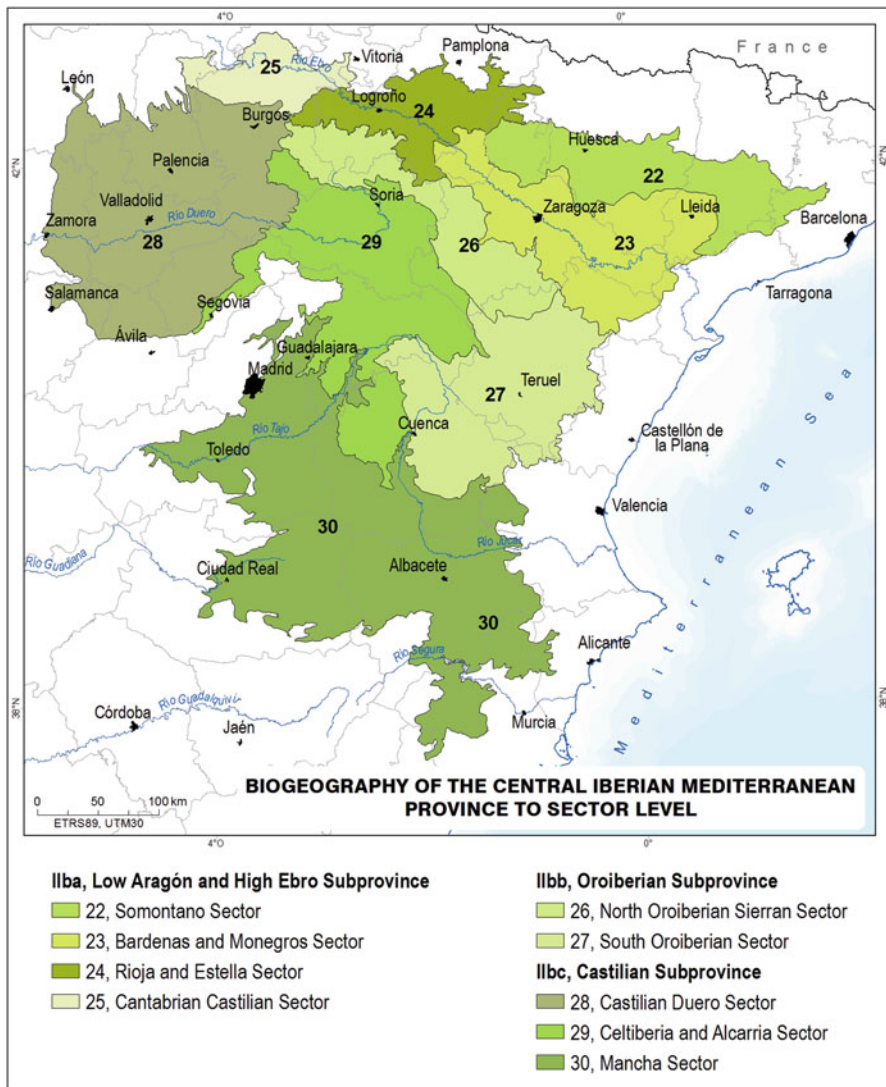 4°O
0°
France
Pamplona
Vitoria
León
25
Río Ebro
Logroño
24
Burgos
42°N
Huesca
42°N
Palencia
22
Valladolid
Soria
Zaragoza
Lleida
Zamora
Río Duero
Barcelona
28
29
26
23
Salamanca
Segovia
Tarragona
Ávila
Guadalajara
Madrid
27
Teruel
Río Tajo
Cuenca
Castellón de
la Plana
Toledo
Valencia
30
Río Júcar
Río Guadiana
Ciudad Real
Albacete
30
Mediterranean Sea
Río Segura
Alicante
38°N
38°N
Río Guadalquivir
Córdoba
Jaén
Murcia
BIOGEOGRAPHY OF THE CENTRAL IBERIAN MEDITERRANEAN
PROVINCE TO SECTOR LEVEL
0 50 100 km
ETRS89, UTM30
4°O
0°
IIba, Low Aragón and High Ebro Subprovince
22, Somontano Sector
23, Bardenas and Monegros Sector
24, Rioja and Estella Sector
25, Cantabrian Castilian Sector
IIbb, Oroiberian Subprovince
26, North Oroiberian Sierran Sector
27, South Oroiberian Sector
IIbc, Castilian Subprovince
28, Castilian Duero Sector
29, Celtiberia and Alcarria Sector
30, Mancha Sector